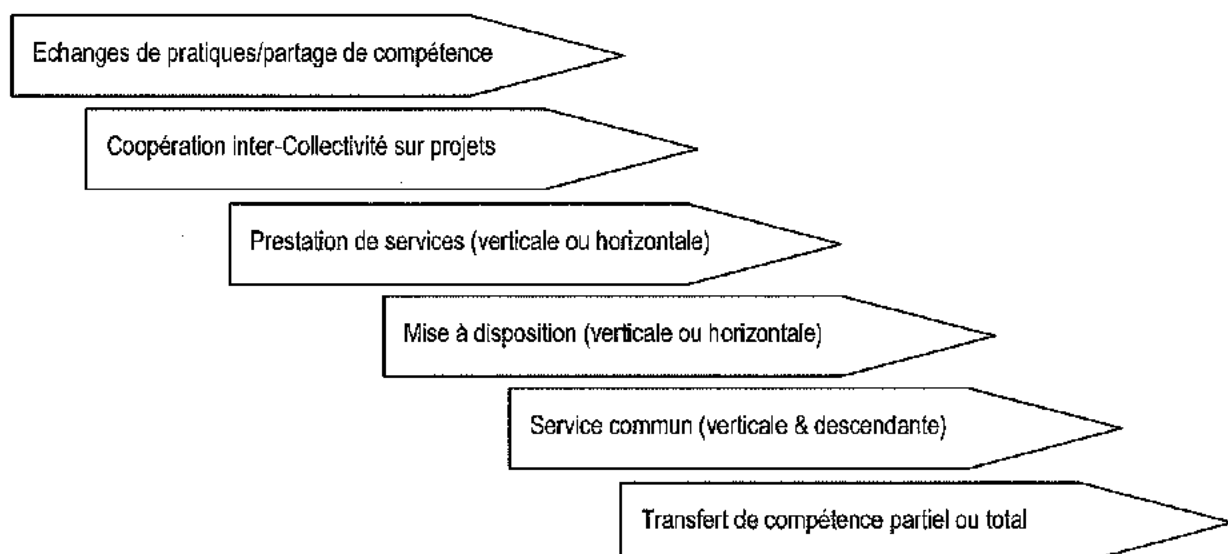 Echanges de pratiques/partage de compétence
Coopération inter-Collectivité sur projets
Prestation de services (verticale ou horizontale)
Mise à disposition (verticale ou horizontale)
Service commun (verticale & descendante)
Transfert de compétence partiel ou total